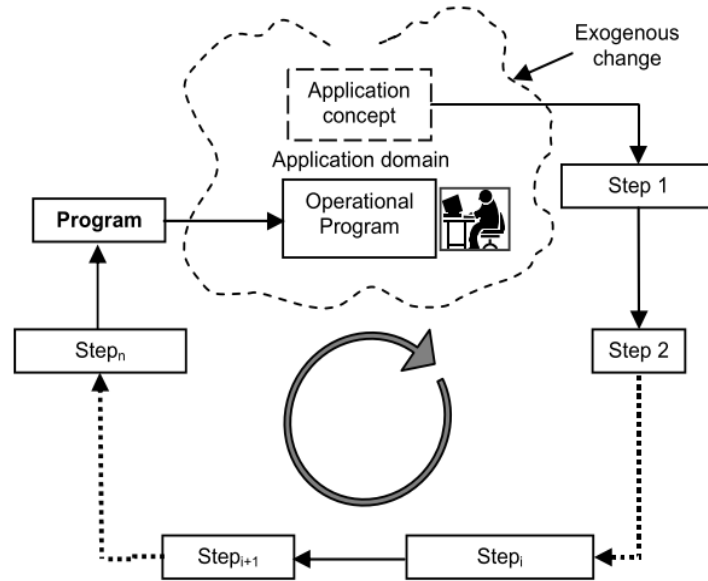 Exogenous
change
Application
concept
Application domain
Operational
Program
Program
Step 1
Step 2
Stepₙ
Stepᵢ₊₁
Stepᵢ